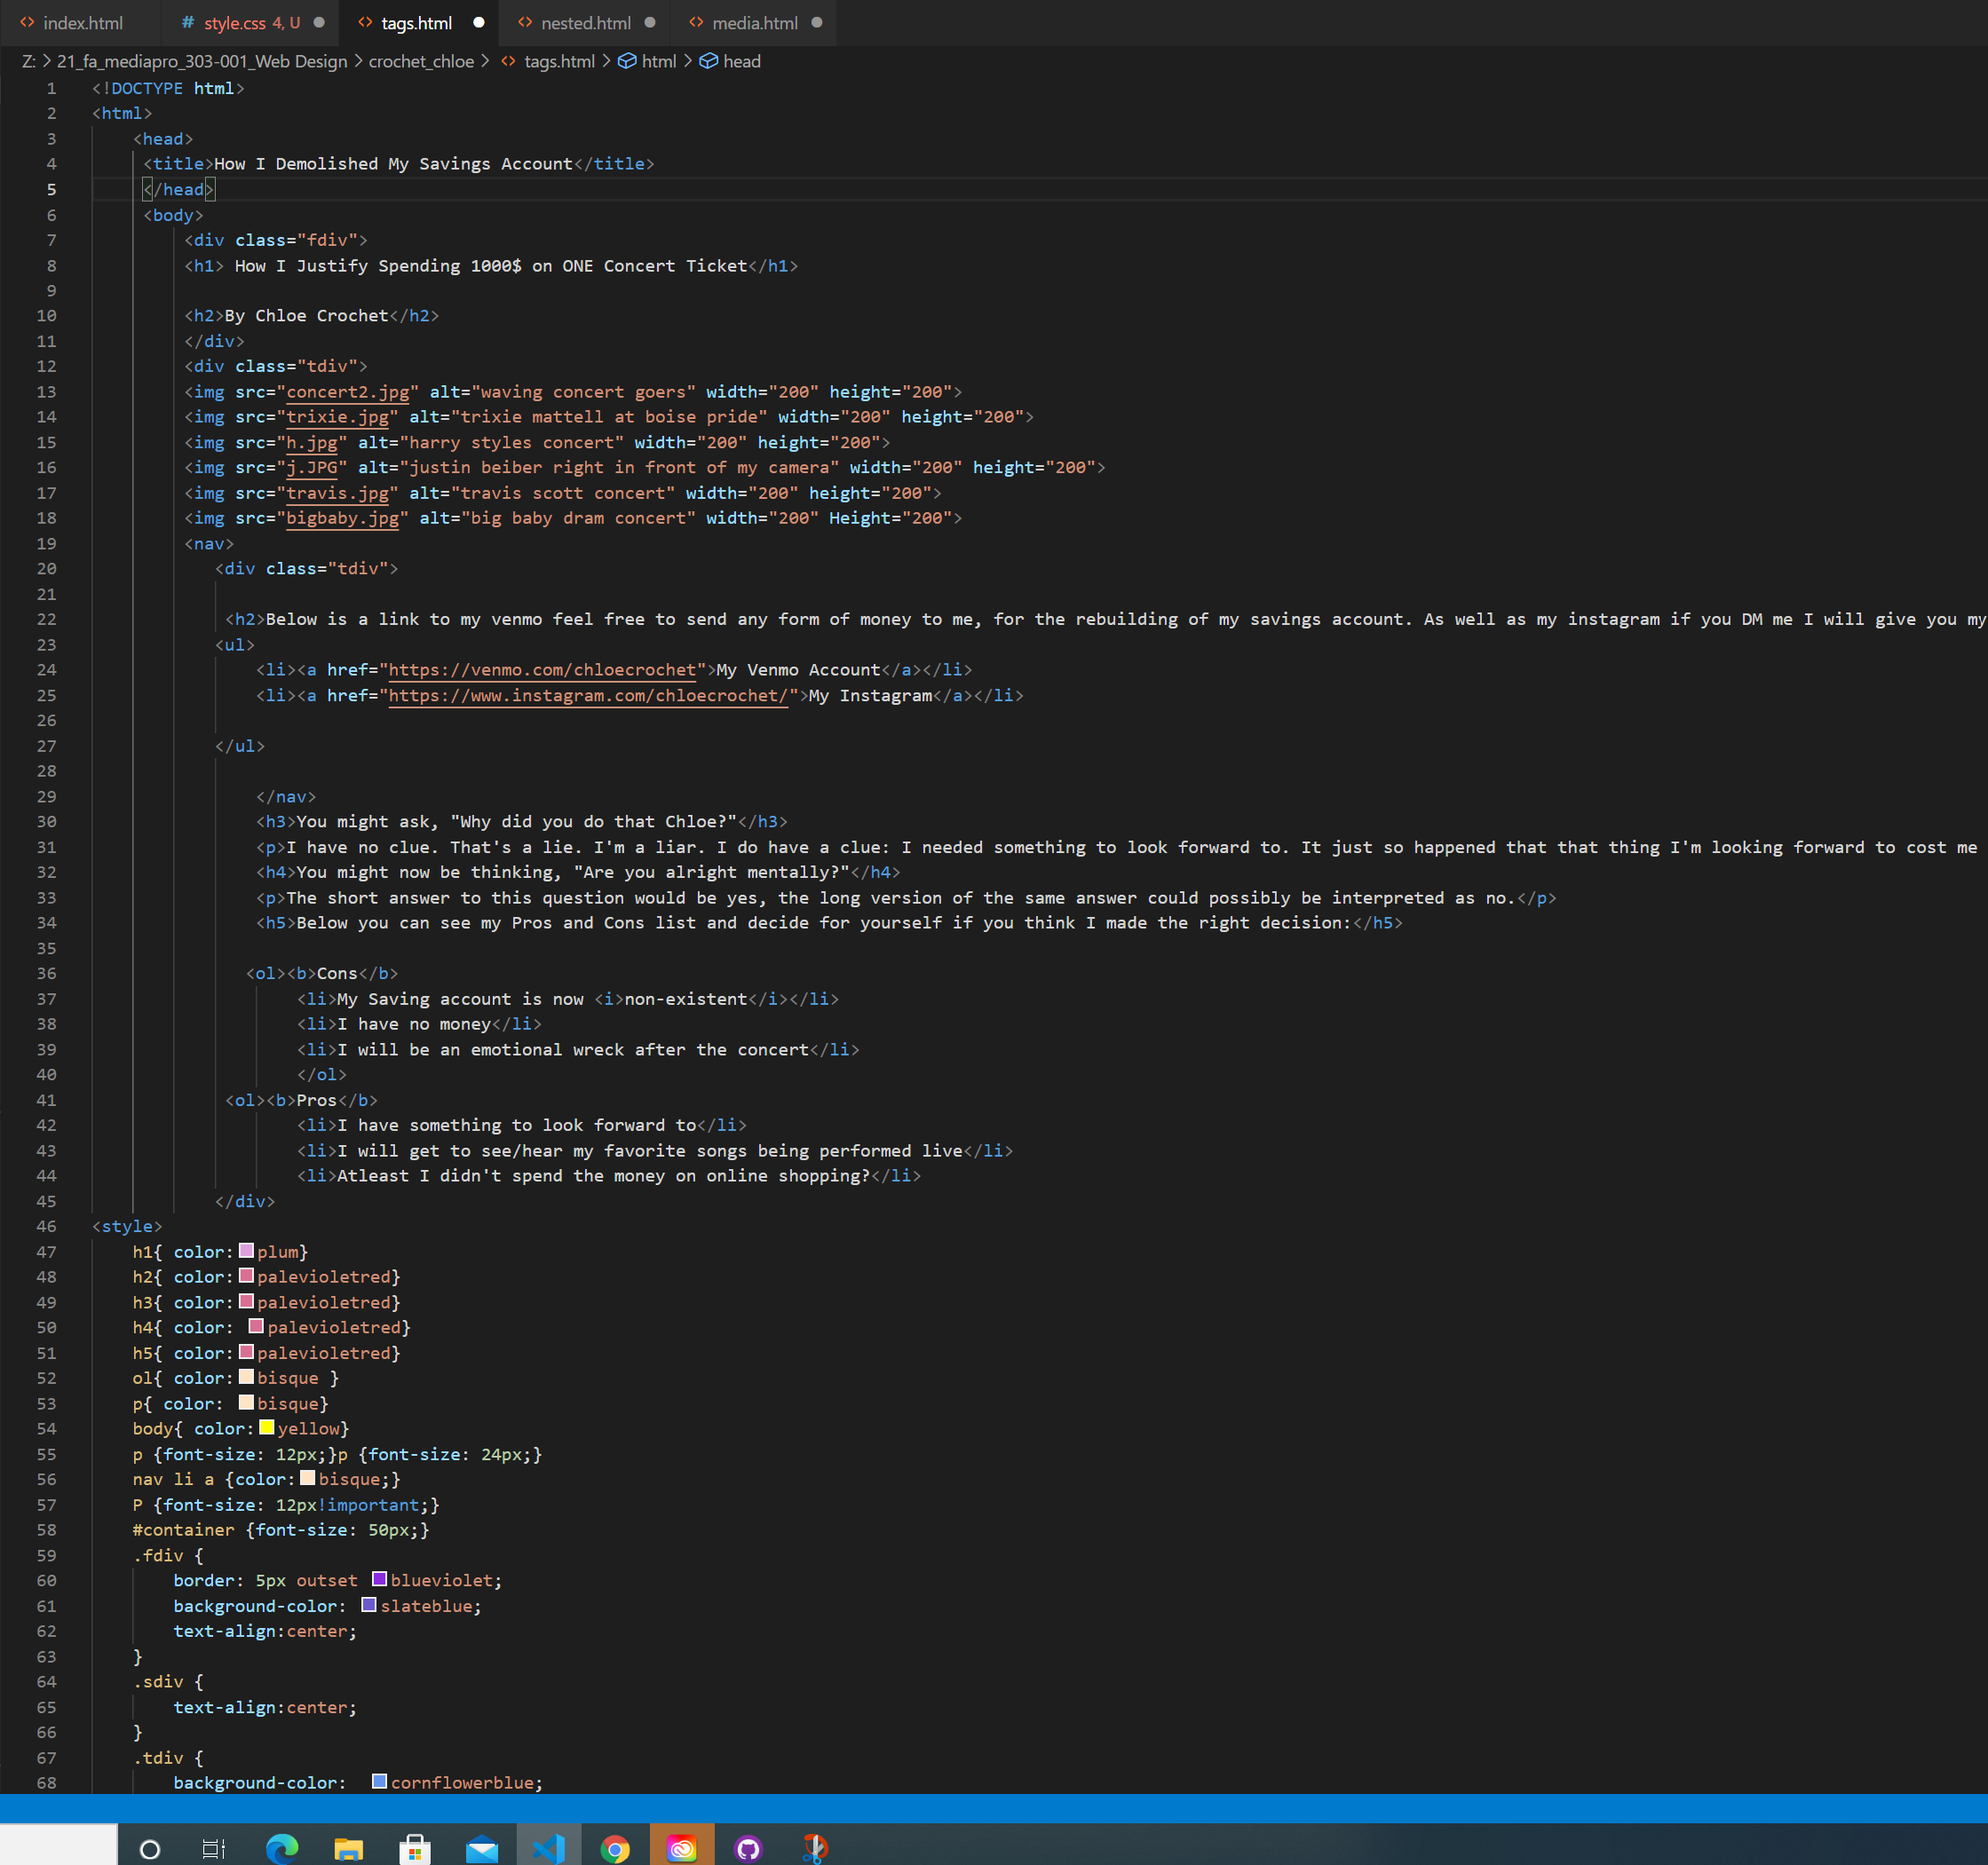 index.html style.css 4, U tags.html nested.html media.html
Z: > 21_fa_mediapro_303-001_Web Design > crochet_chloe > tags.html > html > head
1 <!DOCTYPE html>
2 <html>
3 <head>
4 <title>How I Demolished My Savings Account</title>
5 </head>
6 <body>
7 <div class="fdiv">
8 <h1> How I Justify Spending 1000$ on ONE Concert Ticket</h1>
9
10 <h2>By Chloe Crochet</h2>
11 </div>
12 <div class="tdiv">
13 <img src="concert2.jpg" alt="waving concert goers" width="200" height="200">
14 <img src="trixie.jpg" alt="trixie mattell at boise pride" width="200" height="200">
15 <img src="h.jpg" alt="harry styles concert" width="200" height="200">
16 <img src="j.JPG" alt="justin beiber right in front of my camera" width="200" height="200">
17 <img src="travis.jpg" alt="travis scott concert" width="200" height="200">
18 <img src="bigbaby.jpg" alt="big baby dram concert" width="200" Height="200">
19 <nav>
20 <div class="tdiv">
21
22 <h2>Below is a link to my venmo feel free to send any form of money to me, for the rebuilding of my savings account. As well as my instagram if you DM me I will give you my
23 <ul>
24 <li><a href="https://venmo.com/chloecrochet">My Venmo Account</a></li>
25 <li><a href="https://www.instagram.com/chloecrochet/">My Instagram</a></li>
26
27 </ul>
28
29 </nav>
30 <h3>You might ask, "Why did you do that Chloe?"</h3>
31 <p>I have no clue. That's a lie. I'm a liar. I do have a clue: I needed something to look forward to. It just so happened that that thing I'm looking forward to cost me
32 <h4>You might now be thinking, "Are you alright mentally?"</h4>
33 <p>The short answer to this question would be yes, the long version of the same answer could possibly be interpreted as no.</p>
34 <h5>Below you can see my Pros and Cons list and decide for yourself if you think I made the right decision:</h5>
35
36 <ol><b>Cons</b>
37 <li>My Saving account is now <i>non-existent</i></li>
38 <li>I have no money</li>
39 <li>I will be an emotional wreck after the concert</li>
40 </ol>
41 <ol><b>Pros</b>
42 <li>I have something to look forward to</li>
43 <li>I will get to see/hear my favorite songs being performed live</li>
44 <li>Atleast I didn't spend the money on online shopping?</li>
45 </div>
46 <style>
47 h1{ color:plum}
48 h2{ color:palevioletred}
49 h3{ color:palevioletred}
50 h4{ color: palevioletred}
51 h5{ color:palevioletred}
52 ol{ color:bisque }
53 p{ color: bisque}
54 body{ color:yellow}
55 p {font-size: 12px;}p {font-size: 24px;}
56 nav li a {color:bisque;}
57 P {font-size: 12px!important;}
58 #container {font-size: 50px;}
59 .fdiv {
60 border: 5px outset blueviolet;
61 background-color: slateblue;
62 text-align:center;
63 }
64 .sdiv {
65 text-align:center;
66 }
67 .tdiv {
68 background-color: cornflowerblue;